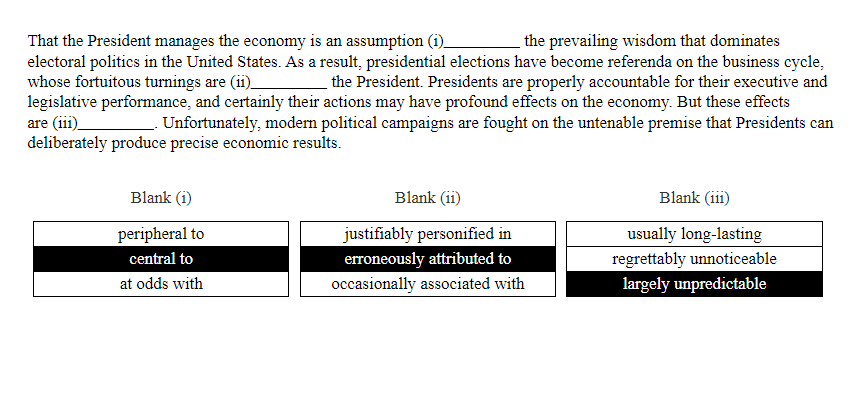 That the President manages the economy is an assumption (i)__________ the prevailing wisdom that dominates
electoral politics in the United States. As a result, presidential elections have become referenda on the business cycle,
whose fortuitous turnings are (ii)__________ the President. Presidents are properly accountable for their executive and
legislative performance, and certainly their actions may have profound effects on the economy. But these effects
are (iii)__________. Unfortunately, modern political campaigns are fought on the untenable premise that Presidents can
deliberately produce precise economic results.
Blank (i) Blank (ii) Blank (iii)
peripheral to justifiably personified in usually long-lasting
central to erroneously attributed to regrettably unnoticeable
at odds with occasionally associated with largely unpredictable